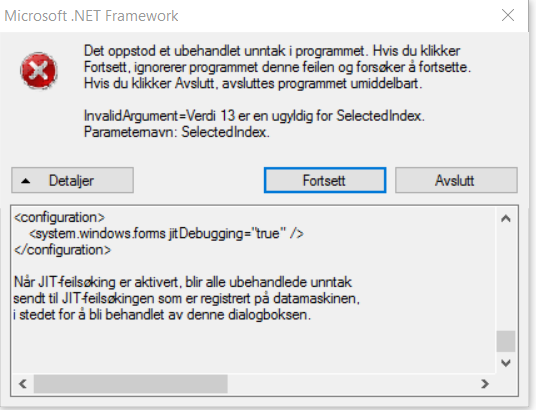 Microsoft .NET Framework
Det oppstod et ubehandlet unntak i programmet. Hvis du klikker
Fortsett, ignorerer programmet denne feilen og forsøker å fortsette.
Hvis du klikker Avslutt, avsluttes programmet umiddelbart.
InvalidArgument=Verdi 13 er en ugyldig for SelectedIndex.
Parameternavn: SelectedIndex.
Detaljer
Fortsett
Avslutt
<configuration>
<system.windows.forms jitDebugging="true" />
</configuration>
Når JIT-feilsøking er aktivert, blir alle ubehandlede unntak
sendt til JIT-feilsøkingen som er registrert på datamaskinen,
i stedet for å bli behandlet av denne dialogboksen.